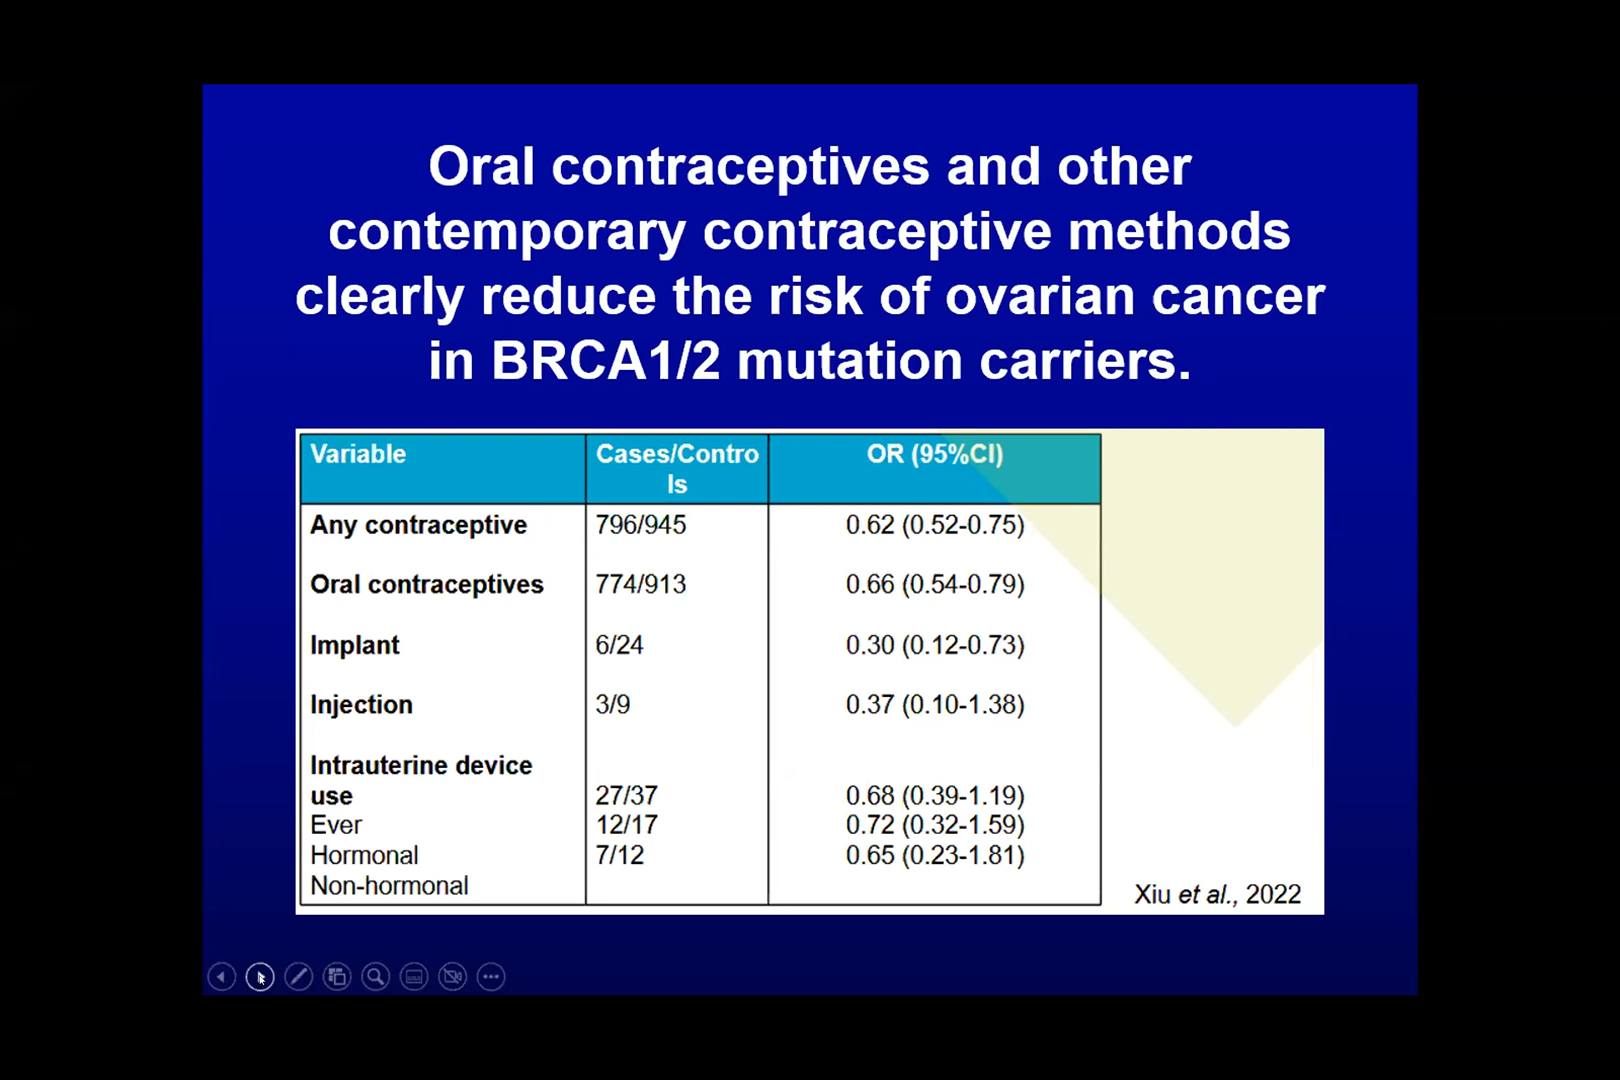 Oral contraceptives and other
contemporary contraceptive methods
clearly reduce the risk of ovarian cancer
in BRCA1/2 mutation carriers.
Variable Cases/Contro OR (95%CI)
ls
Any contraceptive 796/945 0.62 (0.52-0.75)
Oral contraceptives 774/913 0.66 (0.54-0.79)
Implant 6/24 0.30 (0.12-0.73)
Injection 3/9 0.37 (0.10-1.38)
Intrauterine device
use 27/37 0.68 (0.39-1.19)
Ever 12/17 0.72 (0.32-1.59)
Hormonal 7/12 0.65 (0.23-1.81)
Non-hormonal
Xiu et al., 2022